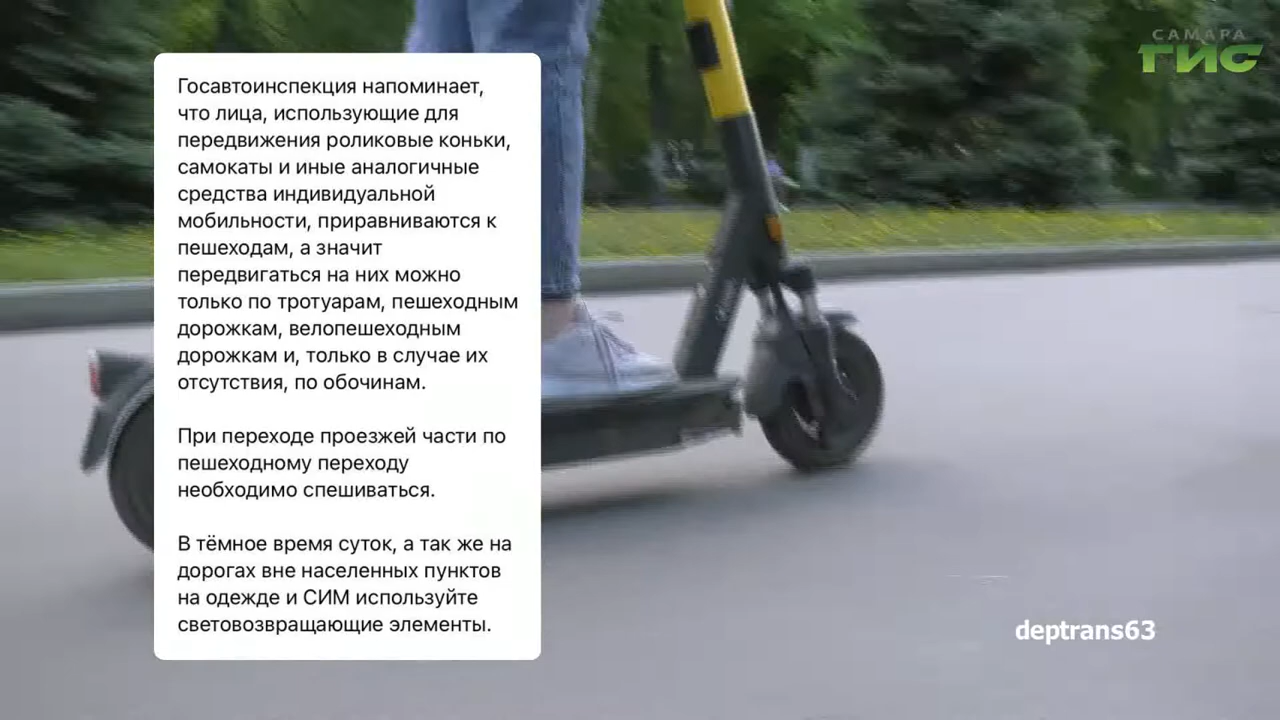 Госавтоинспекция напоминает,
что лица, использующие для
передвижения роликовые коньки,
самокаты и иные аналогичные
средства индивидуальной
мобильности, приравниваются к
пешеходам, а значит
передвигаться на них можно
только по тротуарам, пешеходным
дорожкам, велопешеходным
дорожкам и, только в случае их
отсутствия, по обочинам.
При переходе проезжей части по
пешеходному переходу
необходимо спешиваться.
В тёмное время суток, а так же на
дорогах вне населенных пунктов
на одежде и СИМ используйте
световозвращающие элементы.
САМАРА
ГИС
deptrans63